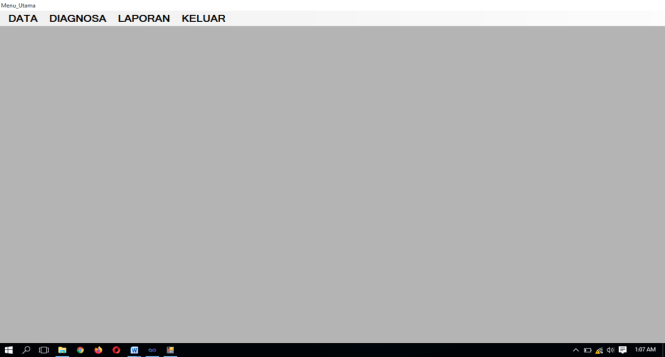 Menu_Utama
DATA DIAGNOSA LAPORAN KELUAR
1:07 AM